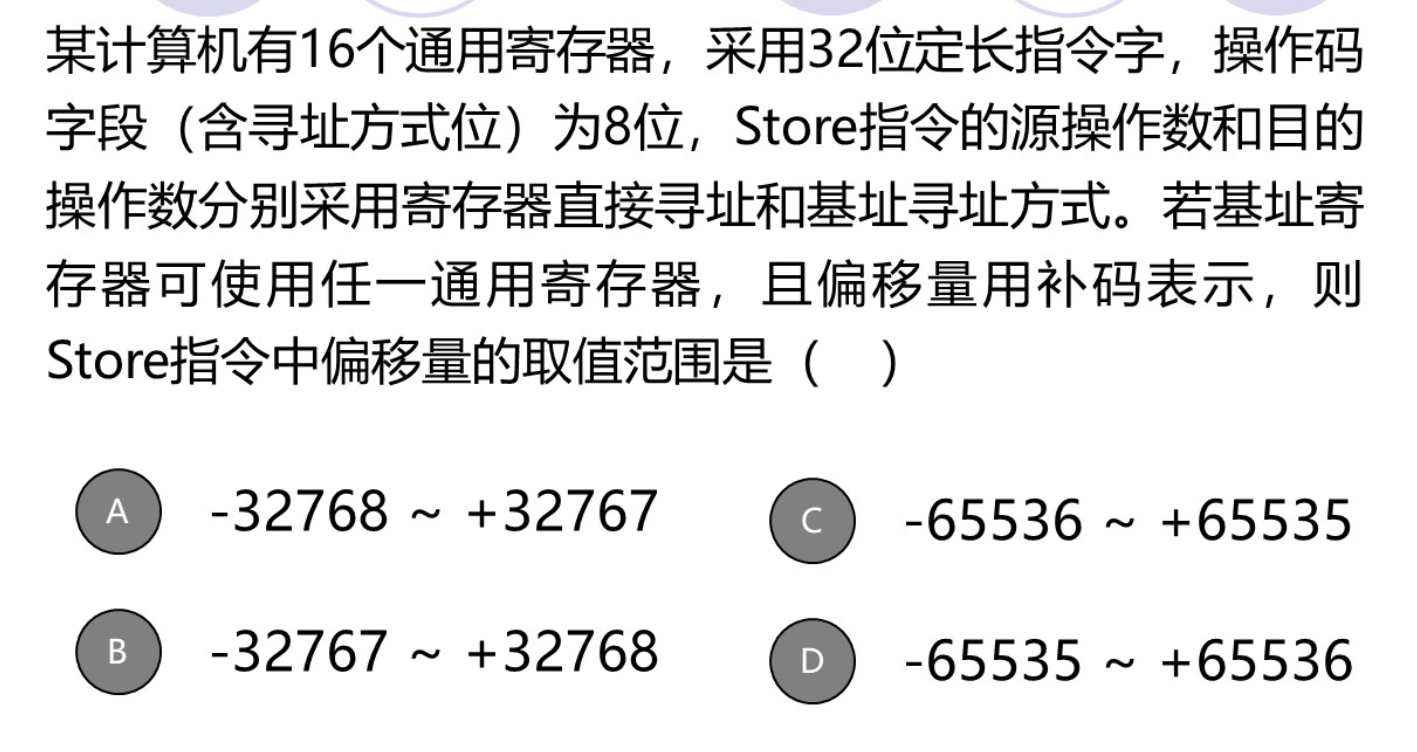 某计算机有16个通用寄存器，采用32位定长指令字，操作码
字段（含寻址方式位）为8位，Store指令的源操作数和目的
操作数分别采用寄存器直接寻址和基址寻址方式。若基址寄
存器可使用任一通用寄存器，且偏移量用补码表示，则
Store指令中偏移量的取值范围是（ ）
A -32768 ~ +32767
C -65536 ~ +65535
B -32767 ~ +32768
D -65535 ~ +65536